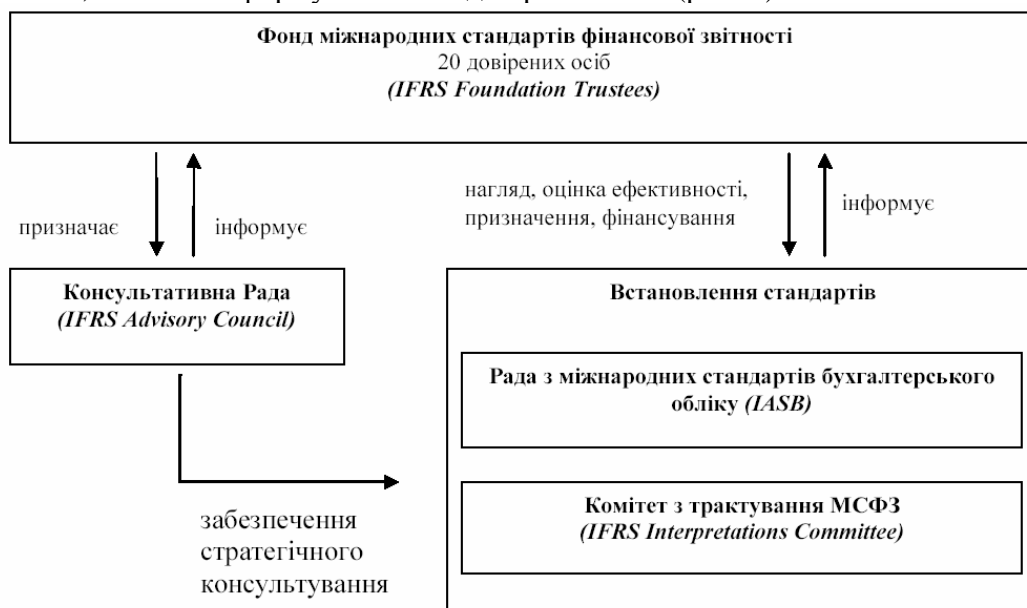 Фонд міжнародних стандартів фінансової звітності
20 довірених осіб
(IFRS Foundation Trustees)
призначає
інформує
нагляд, оцінка ефективності,
призначення, фінансування
інформує
Консультативна Рада
(IFRS Advisory Council)
Встановлення стандартів
Рада з міжнародних стандартів бухгалтерського
обліку (IASB)
Комітет з трактування МСФЗ
(IFRS Interpretations Committee)
забезпечення
стратегічного
консультування